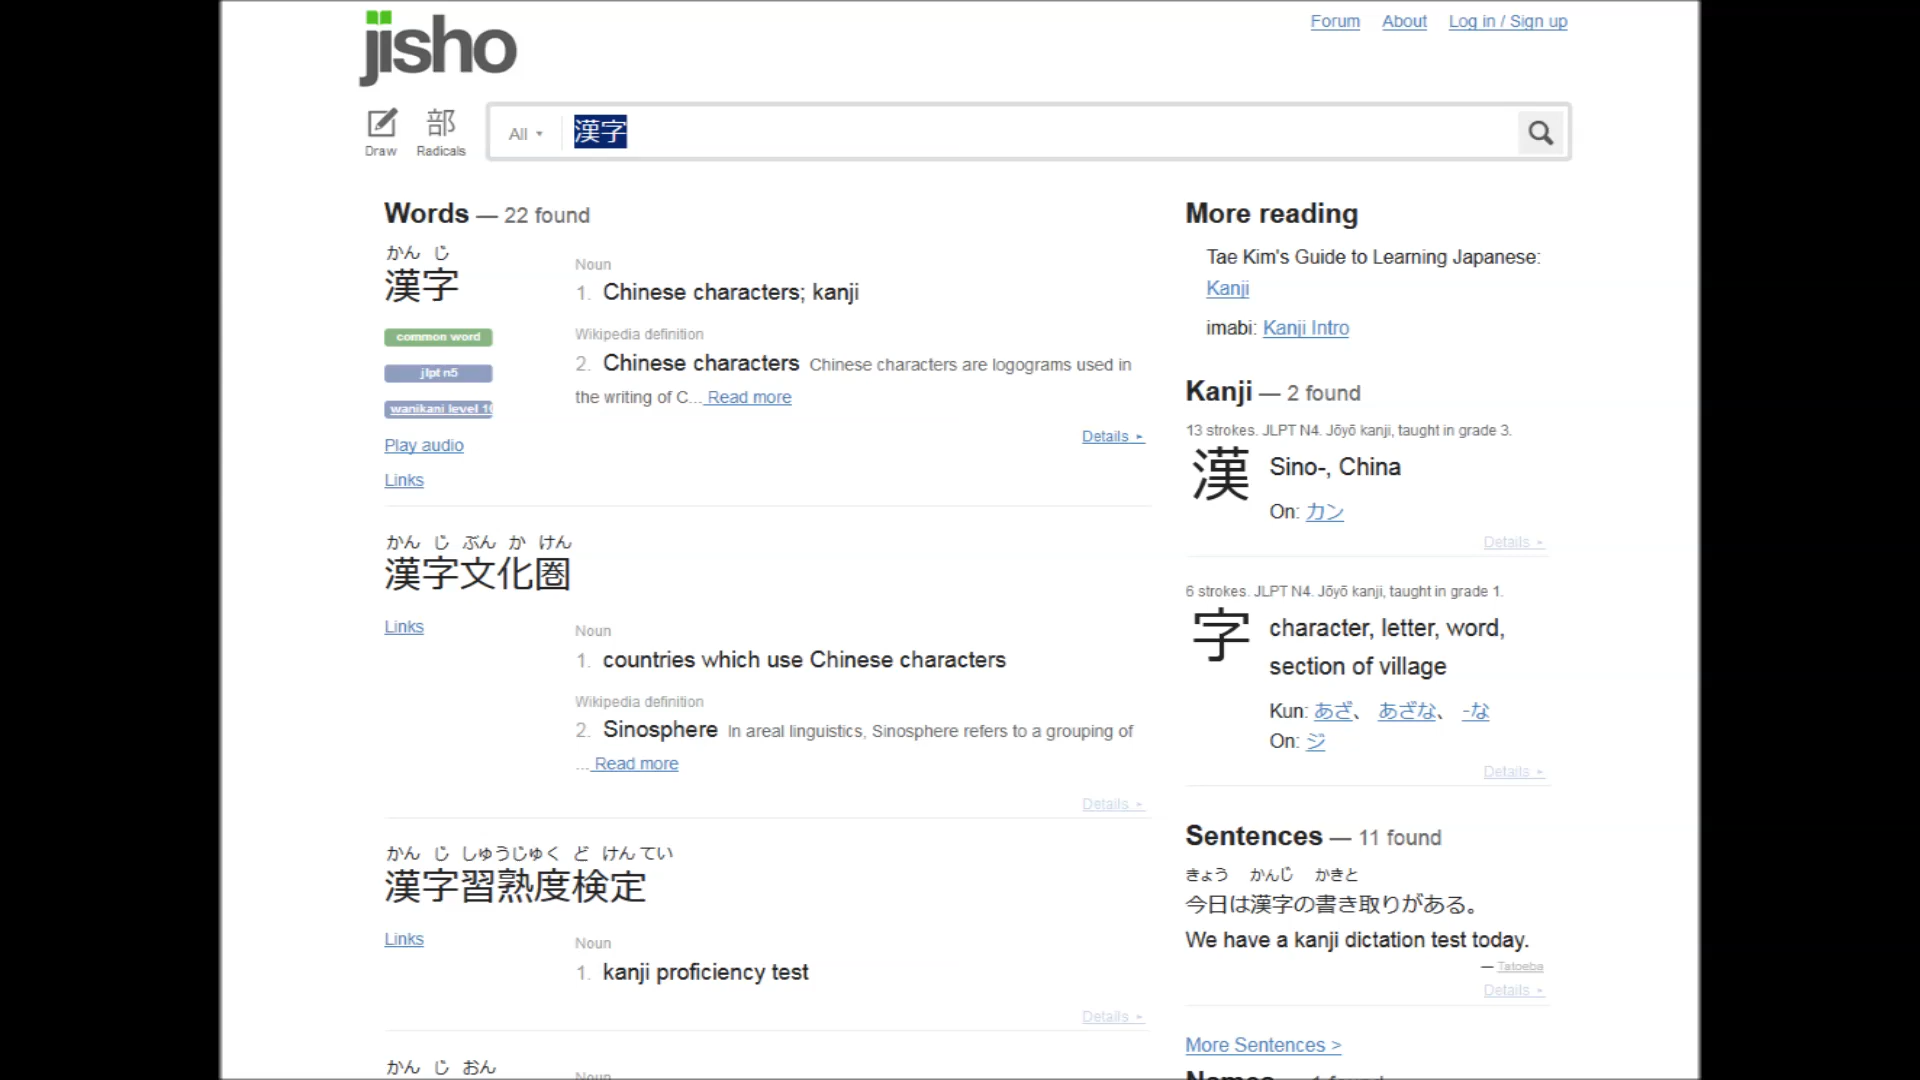 jisho
Forum About Log in / Sign up
Draw
部
Radicals
All
漢字
Words — 22 found
かん じ
漢字
common word
jlpt n5
wanikani level 10
Play audio
Links
Noun
1. Chinese characters; kanji
Wikipedia definition
2. Chinese characters Chinese characters are logograms used in
the writing of C... Read more
Details
かん じ ぶん か けん
漢字文化圏
Links
Noun
1. countries which use Chinese characters
Wikipedia definition
2. Sinosphere In areal linguistics, Sinosphere refers to a grouping of
... Read more
Details
かん じ しゅうじゅく ど けん てい
漢字習熟度検定
Links
Noun
1. kanji proficiency test
Details
かん じ おん
Noun
More reading
Tae Kim's Guide to Learning Japanese:
Kanji
imabi: Kanji Intro
Kanji — 2 found
13 strokes. JLPT N4. Jōyō kanji, taught in grade 3.
漢
Sino-, China
On: カン
Details
6 strokes. JLPT N4. Jōyō kanji, taught in grade 1.
字
character, letter, word,
section of village
Kun: あざ、 あざな、 -な
On: ジ
Details
Sentences — 11 found
きょう かんじ かきと
今日は漢字の書き取りがある。
We have a kanji dictation test today.
— Tatoeba
Details
More Sentences >
Names — 1 found